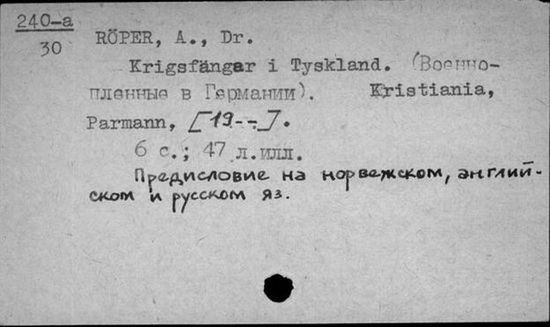 240-а
30
RÖPER, A., Dr.
Krigsfängar i Tyskland. (Военно-
пленные в Германии). Kristiania,
Parmann, [19--].
6 с.; 47 л.илл.
Предисловие на норвежском, англий-
ском и русском яз.